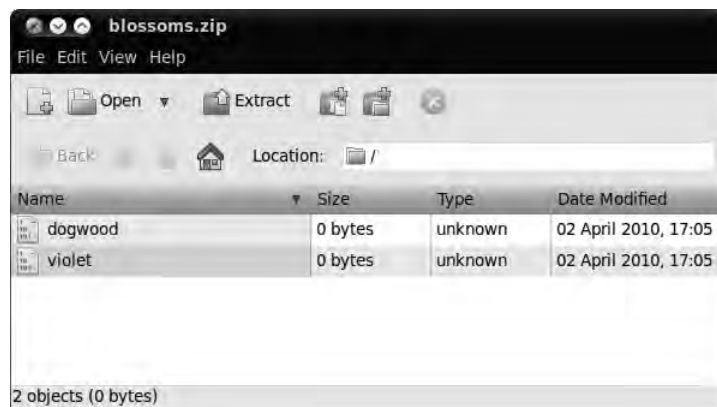 blossoms.zip
File Edit View Help
Open Extract
Back Location: /
Name Size Type Date Modified
dogwood 0 bytes unknown 02 April 2010, 17:05
violet 0 bytes unknown 02 April 2010, 17:05
2 objects (0 bytes)